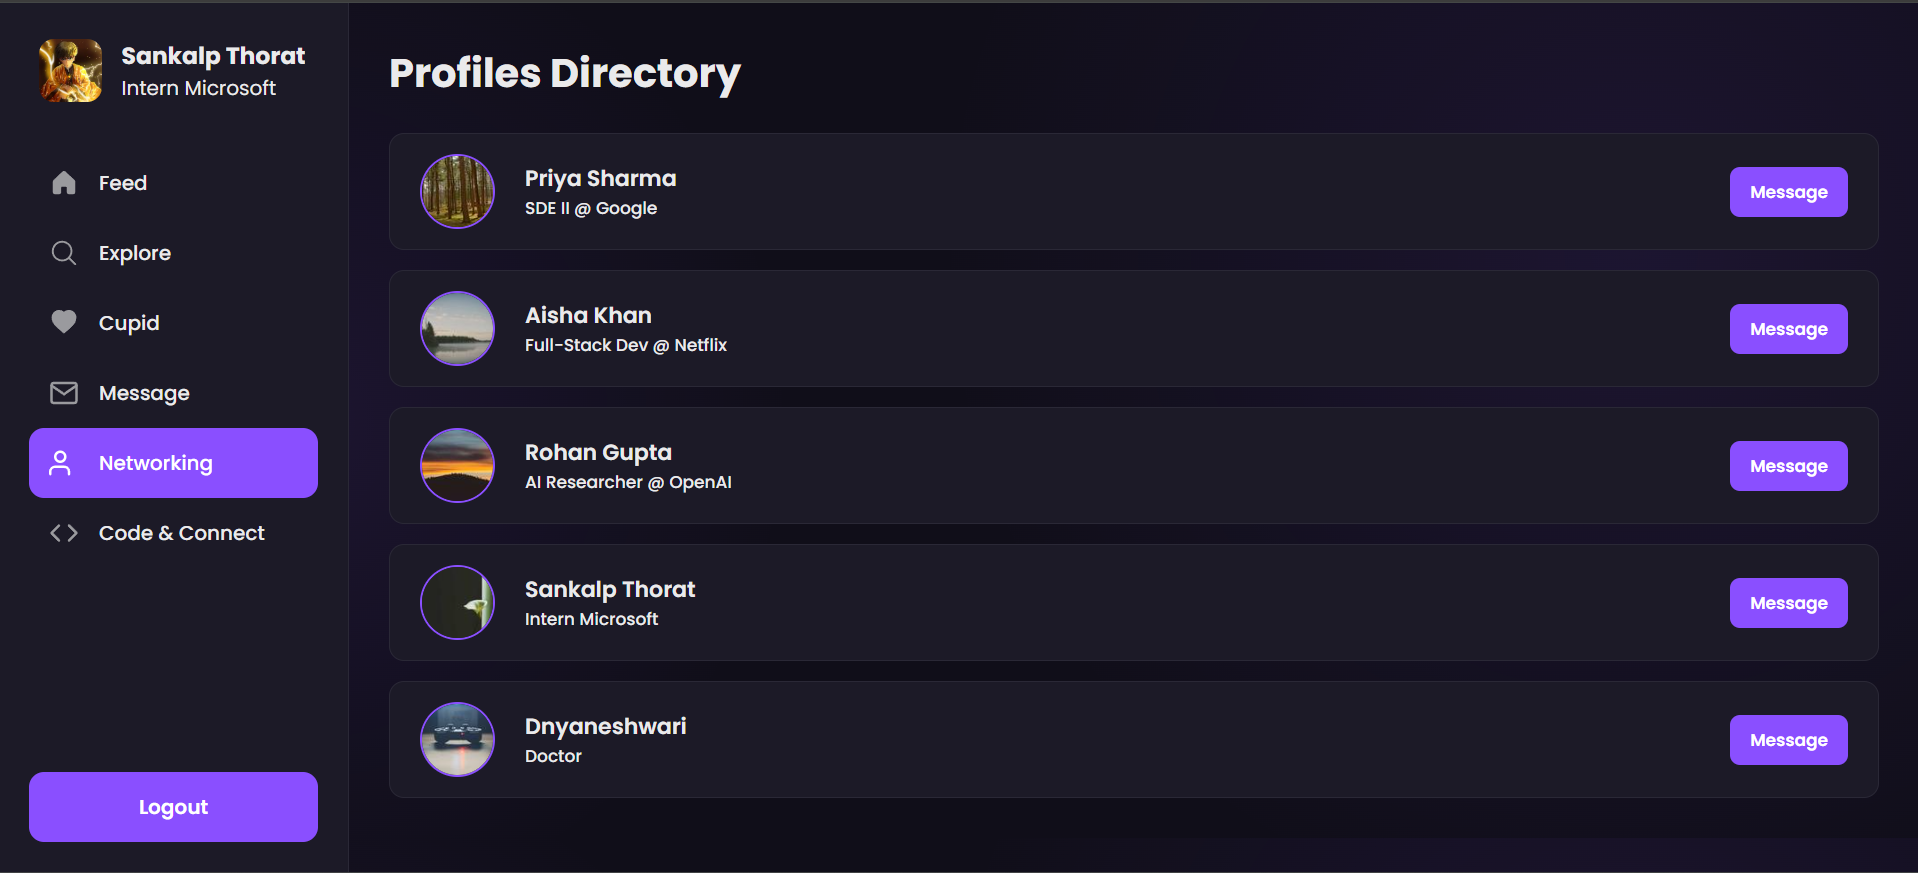 Sankalp Thorat
Intern Microsoft
Feed
Explore
Cupid
Message
Networking
Code & Connect
Logout
Profiles Directory
Priya Sharma
SDE II @ Google
Message
Aisha Khan
Full-Stack Dev @ Netflix
Message
Rohan Gupta
AI Researcher @ OpenAI
Message
Sankalp Thorat
Intern Microsoft
Message
Dnyaneshwari
Doctor
Message